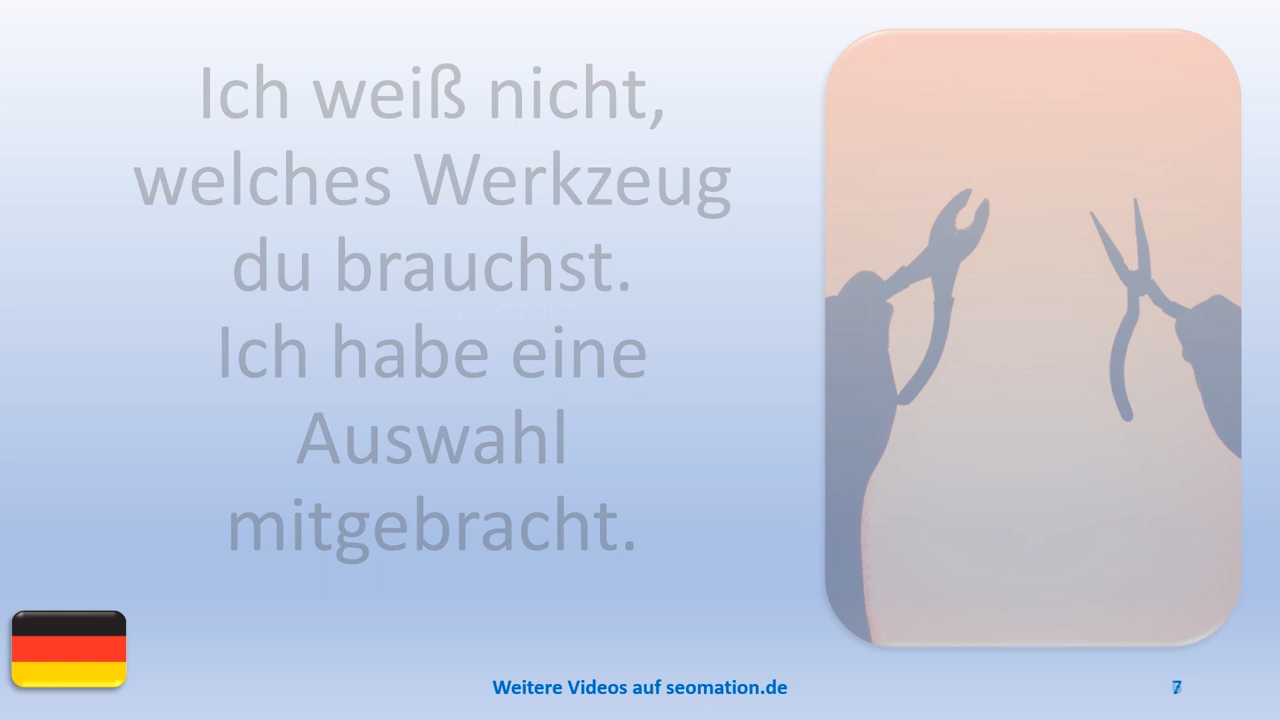 Ich weiß nicht,
welches Werkzeug
du brauchst.
Ich habe eine
Auswahl
mitgebracht.
Weitere Videos auf seomation.de
7